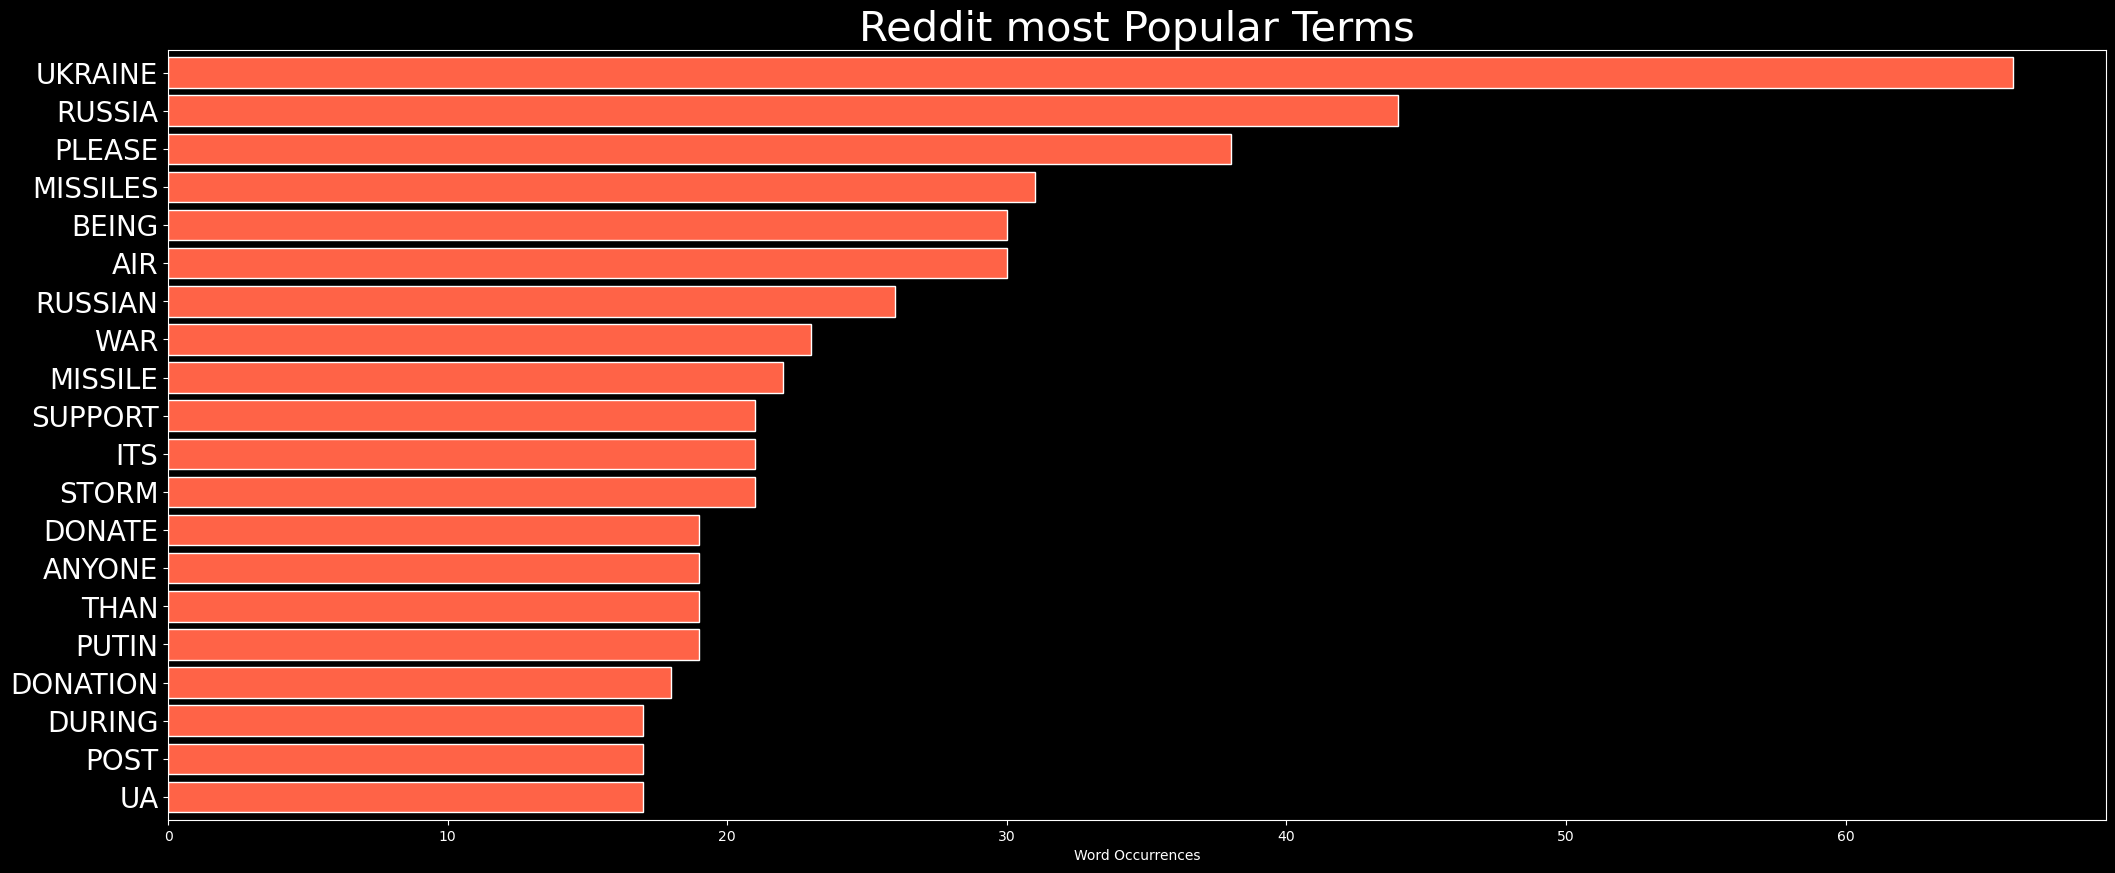 Reddit most Popular Terms
UKRAINE
RUSSIA
PLEASE
MISSILES
BEING
AIR
RUSSIAN
WAR
MISSILE
SUPPORT
ITS
STORM
DONATE
ANYONE
THAN
PUTIN
DONATION
DURING
POST
UA
0 10 20 30 40 50 60
Word Occurrences